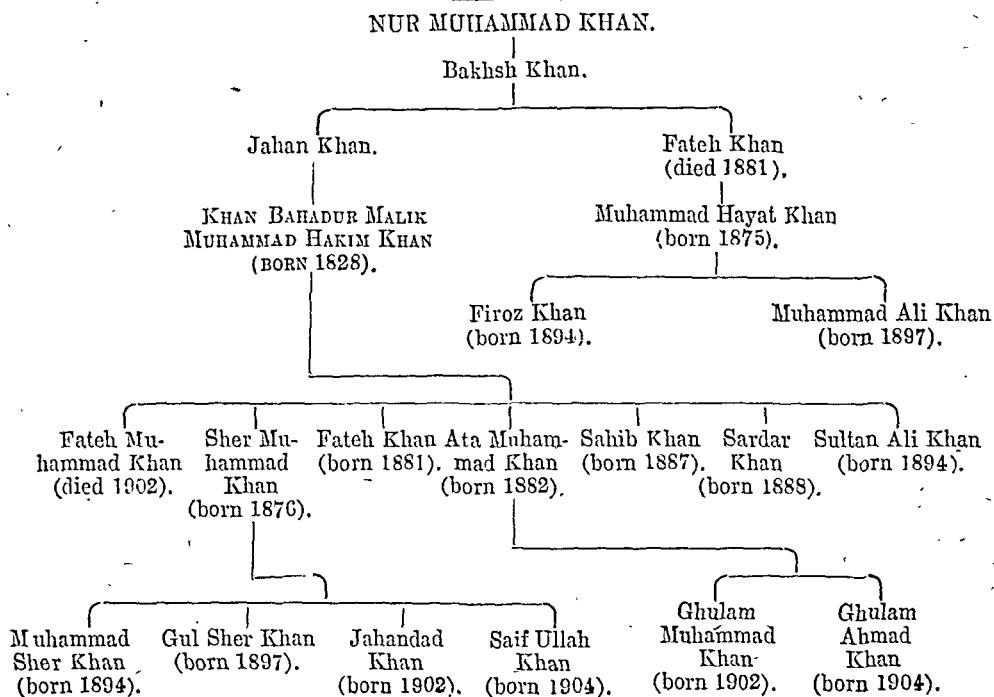 NUR MUHAMMAD KHAN.
Bakhsh Khan.
Jahan Khan.
Fateh Khan
(died 1881).
KHAN BAHADUR MALIK
MUHAMMAD HAKIM KHAN
(BORN 1828).
Muhammad Hayat Khan
(born 1875).
Firoz Khan
(born 1894).
Muhammad Ali Khan
(born 1897).
Fateh Mu-
hammad Khan
(died 1902).
Sher Mu-
hammad
Khan
(born 1876).
Fateh Khan
(born 1881).
Ata Muham-
mad Khan
(born 1882).
Sahib Khan
(born 1887).
Sardar
Khan
(born 1888).
Sultan Ali Khan
(born 1894).
Muhammad
Sher Khan
(born 1894).
Gul Sher Khan
(born 1897).
Jahandad
Khan
(born 1902).
Saif Ullah
Khan
(born 1904).
Ghulam
Muhammad
Khan
(born 1902).
Ghulam
Ahmad
Khan
(born 1904).